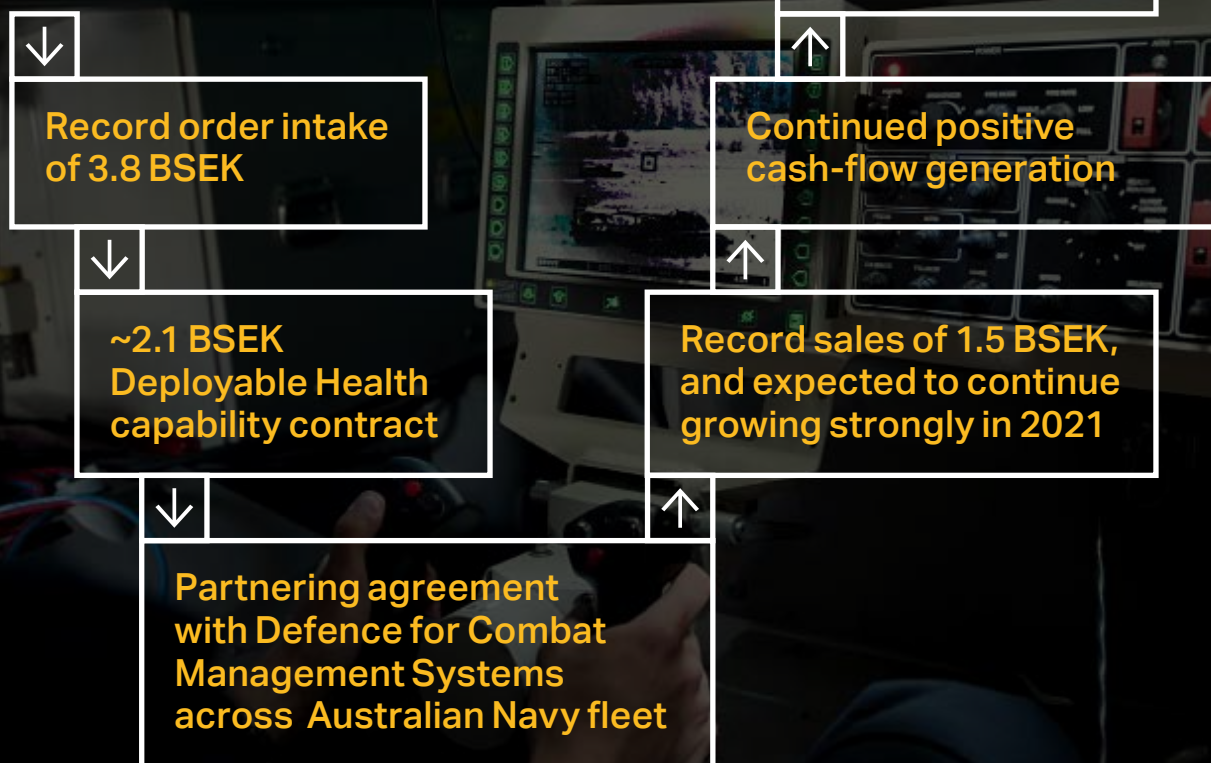 Record order intake
of 3.8 BSEK
~2.1 BSEK
Deployable Health
capability contract
Partnering agreement
with Defence for Combat
Management Systems
across Australian Navy fleet
Record sales of 1.5 BSEK,
and expected to continue
growing strongly in 2021
Continued positive
cash-flow generation
POWER